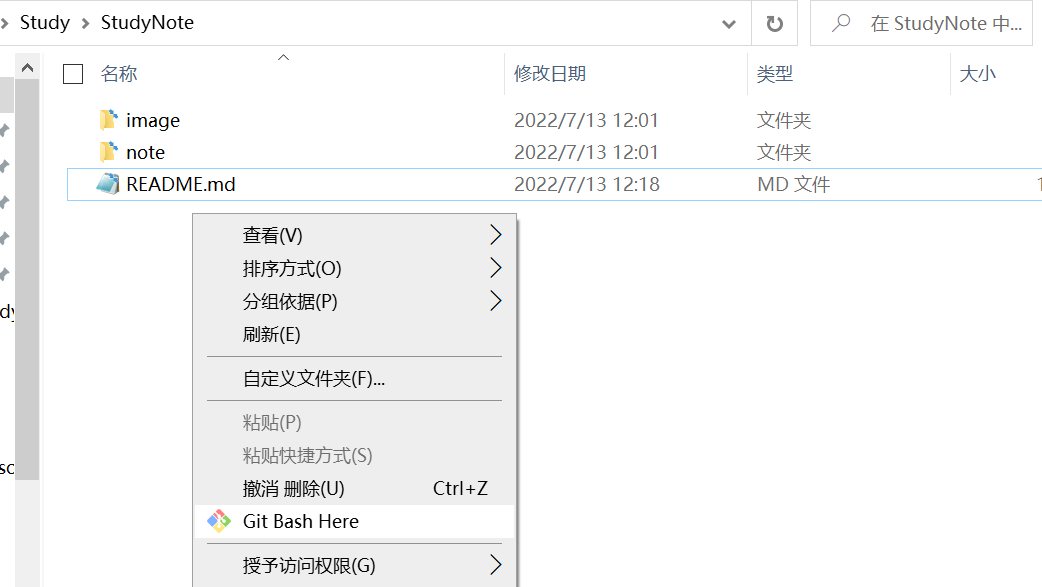 Study > StudyNote
在 StudyNote 中...
名称 修改日期 类型 大小
image 2022/7/13 12:01 文件夹
note 2022/7/13 12:01 文件夹
README.md 2022/7/13 12:18 MD 文件
查看(V)
排序方式(O)
分组依据(P)
刷新(E)
自定义文件夹(F)...
粘贴(P)
粘贴快捷方式(S)
撤消 删除(U) Ctrl+Z
Git Bash Here
授予访问权限(G)